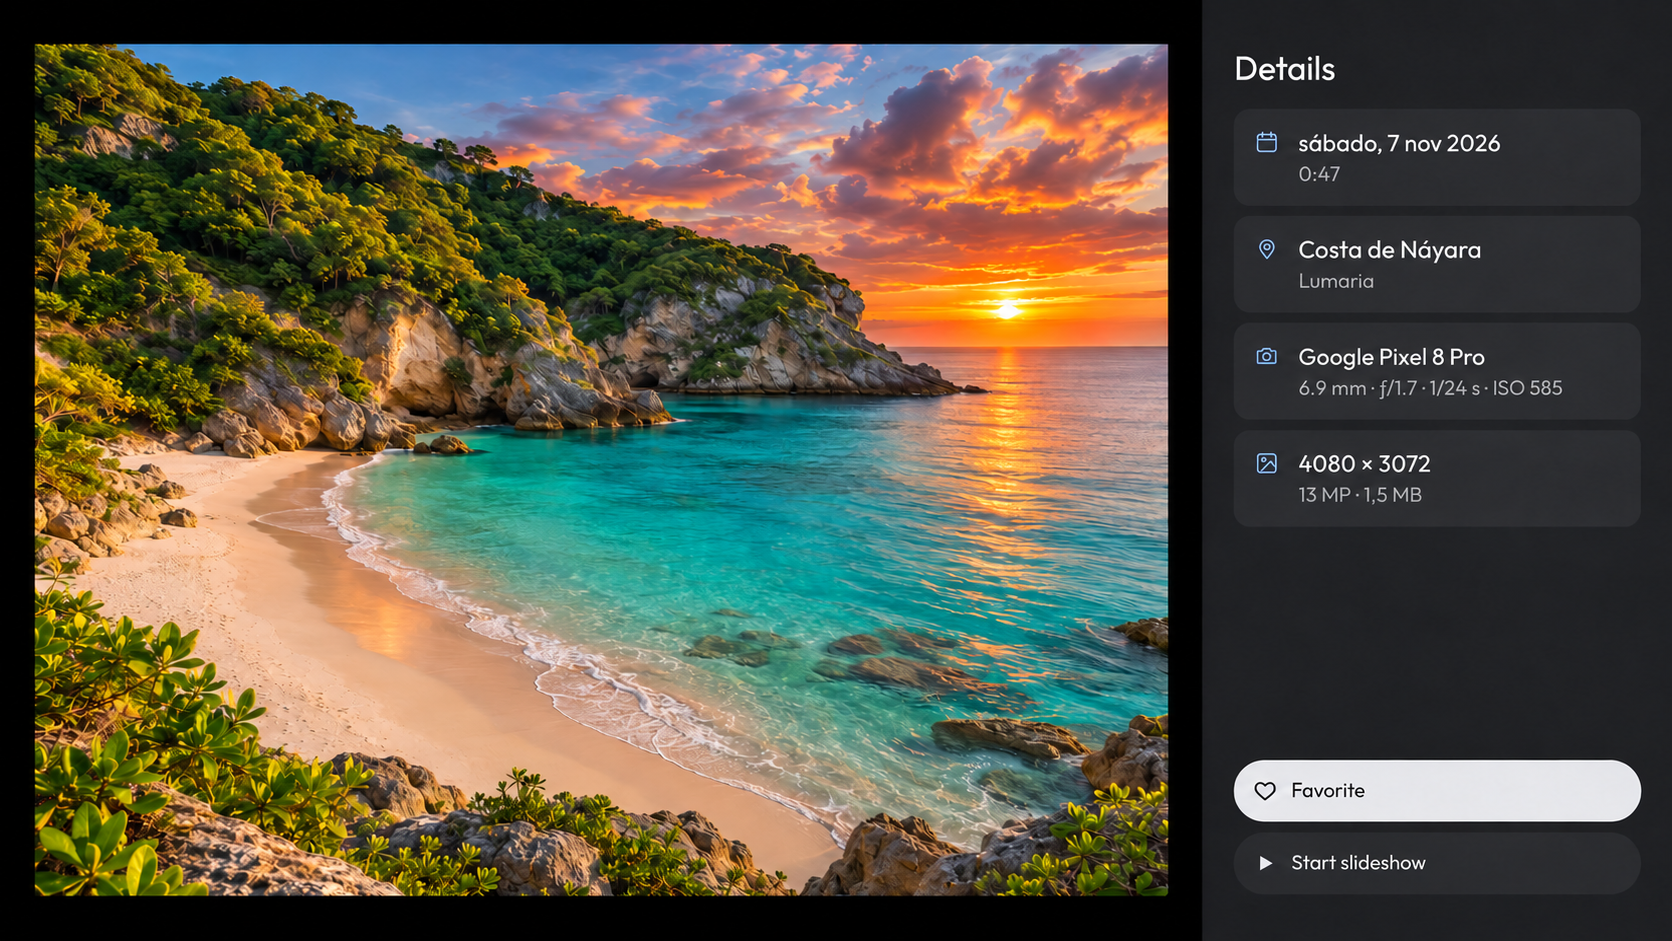 Details
sábado, 7 nov 2026
0:47
Costa de Náyara
Lumaria
Google Pixel 8 Pro
6.9 mm · ƒ/1.7 · 1/24 s · ISO 585
4080 × 3072
13 MP · 1,5 MB
Favorite
Start slideshow